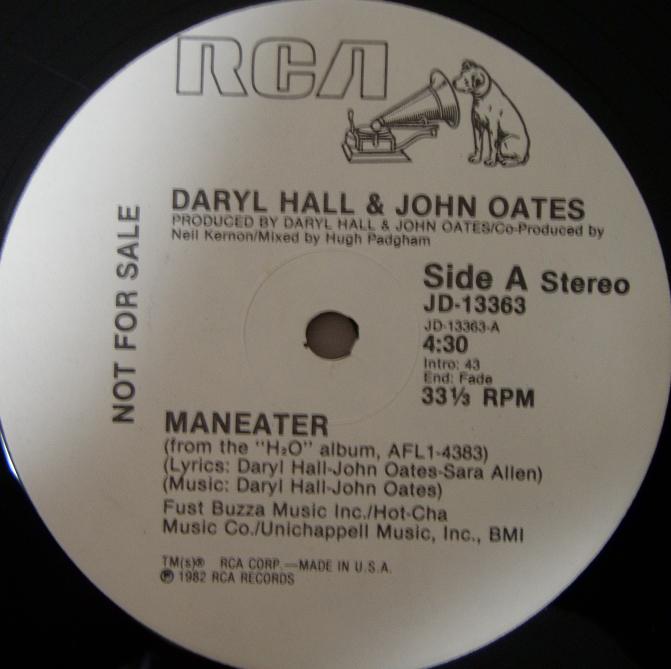 RCA
DARYL HALL & JOHN OATES
PRODUCED BY DARYL HALL & JOHN OATES/Co-Produced by
Neil Kernon/Mixed by Hugh Padgham
NOT FOR SALE
Side A Stereo
JD-13363
JD-13363-A
4:30
Intro: 43
End: Fade
33⅓ RPM
MANEATER
(from the "H₂O" album, AFL1-4383)
(Lyrics: Daryl Hall-John Oates-Sara Allen)
(Music: Daryl Hall-John Oates)
Fust Buzza Music Inc./Hot-Cha
Music Co./Unichappell Music, Inc., BMI
TM(s)® RCA CORP.—MADE IN U.S.A.
℗ 1982 RCA RECORDS